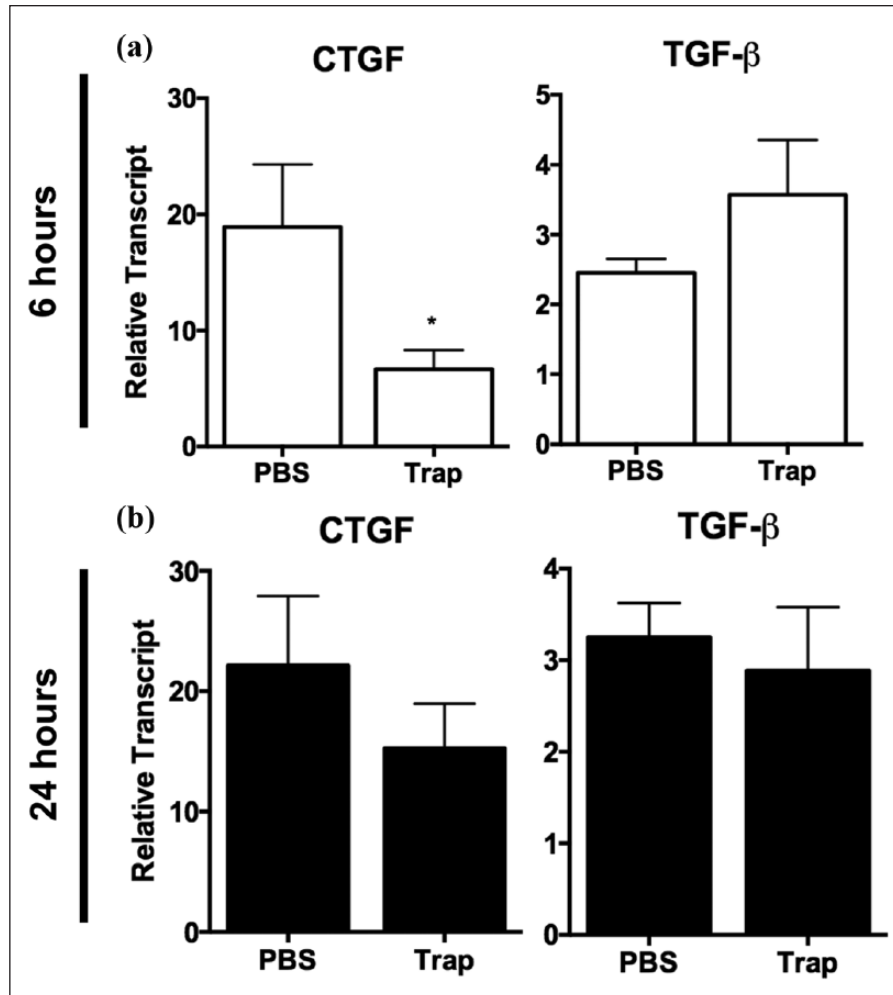 (a)
CTGF
TGF-β
6 hours
Relative Transcript
30
20
10
0
*
PBS
Trap
5
4
3
2
1
0
PBS
Trap
(b)
CTGF
TGF-β
24 hours
Relative Transcript
30
20
10
0
PBS
Trap
4
3
2
1
0
PBS
Trap